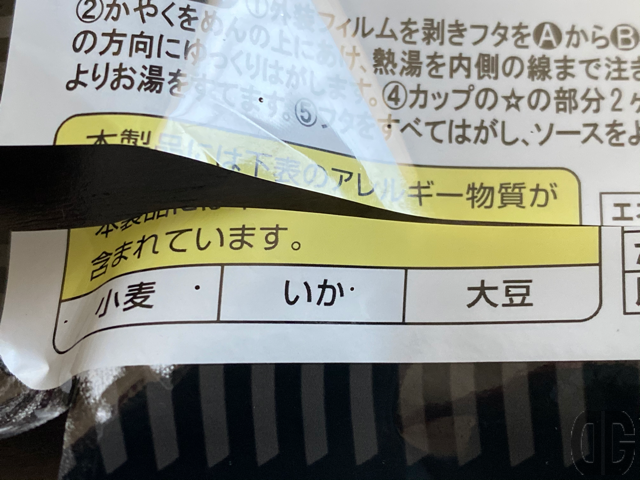 ②かやくをめんの上にあけ、熱湯を内側の線まで注
①外装フィルムを剥きフタをⒶからⒷ
の方向にゆっくりはがします。
よりお湯をすてます。⑤フタをすべてはがし、ソースをよ
④カップの☆の部分2ヶ
本製品には下表のアレルギー物質が
含まれています。
小麦
いか
大豆
エネ